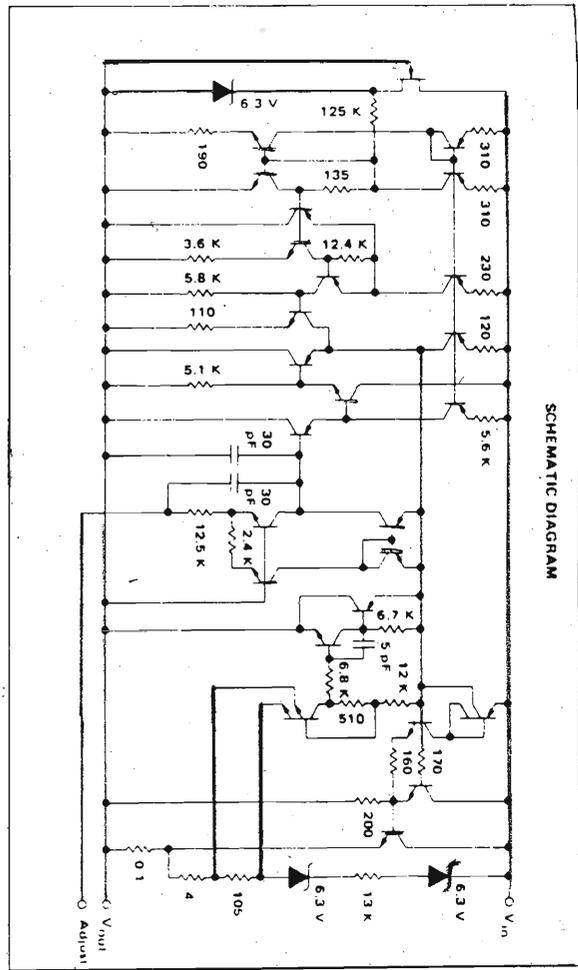 SCHEMATIC DIAGRAM
6.3 V
125 K
190
310
135
310
3.6 K
12.4 K
5.8 K
230
110
120
5.1 K
5.6 K
30
pF
30
pF
12.5 K
2.4 K
6.7 K
5 pF
6.8 K
12 K
510
170
160
200
6.3 V
13 K
6.3 V
105
4
0.1
Vin
Vout
Adjust